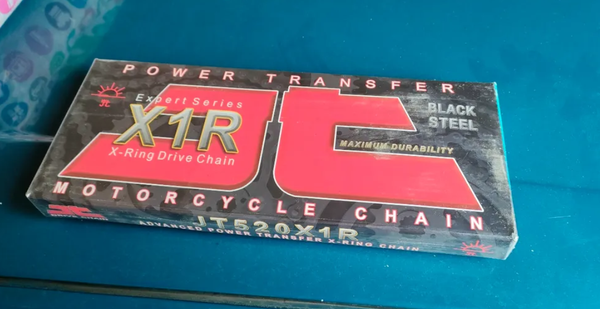 POWER TRANSFER
Expert Series
X1R
X-Ring Drive Chain
BLACK
STEEL
MAXIMUM DURABILITY
MOTORCYCLE CHAIN
JT520X1R
ADVANCED POWER TRANSFER X-RING CHAIN